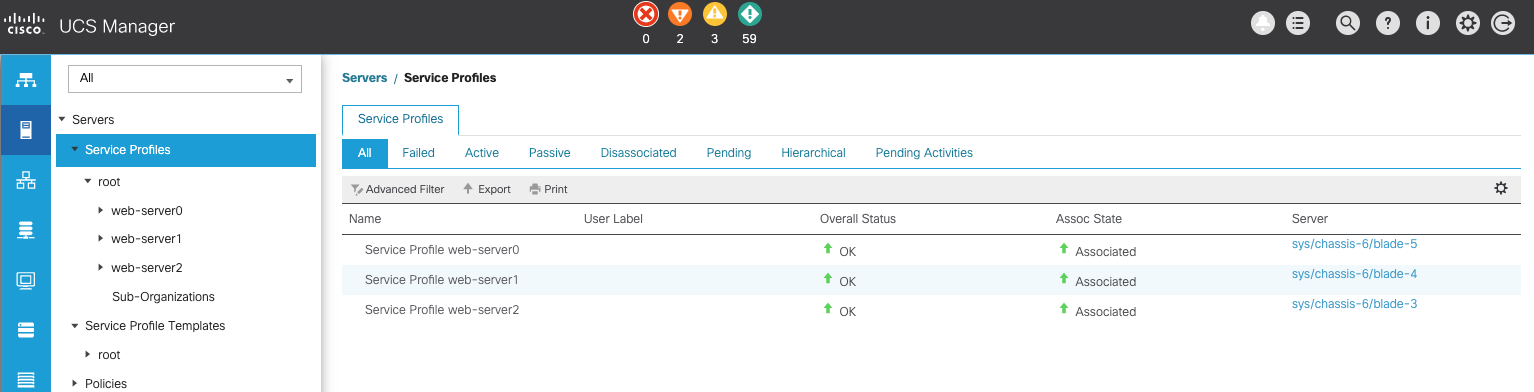 CISCO UCS Manager
0 2 3 59
All
Servers
Service Profiles
root
web-server0
web-server1
web-server2
Sub-Organizations
Service Profile Templates
root
Policies
Servers / Service Profiles
Service Profiles
All Failed Active Passive Disassociated Pending Hierarchical Pending Activities
Advanced Filter Export Print
Name User Label Overall Status Assoc State Server
Service Profile web-server0 OK Associated sys/chassis-6/blade-5
Service Profile web-server1 OK Associated sys/chassis-6/blade-4
Service Profile web-server2 OK Associated sys/chassis-6/blade-3